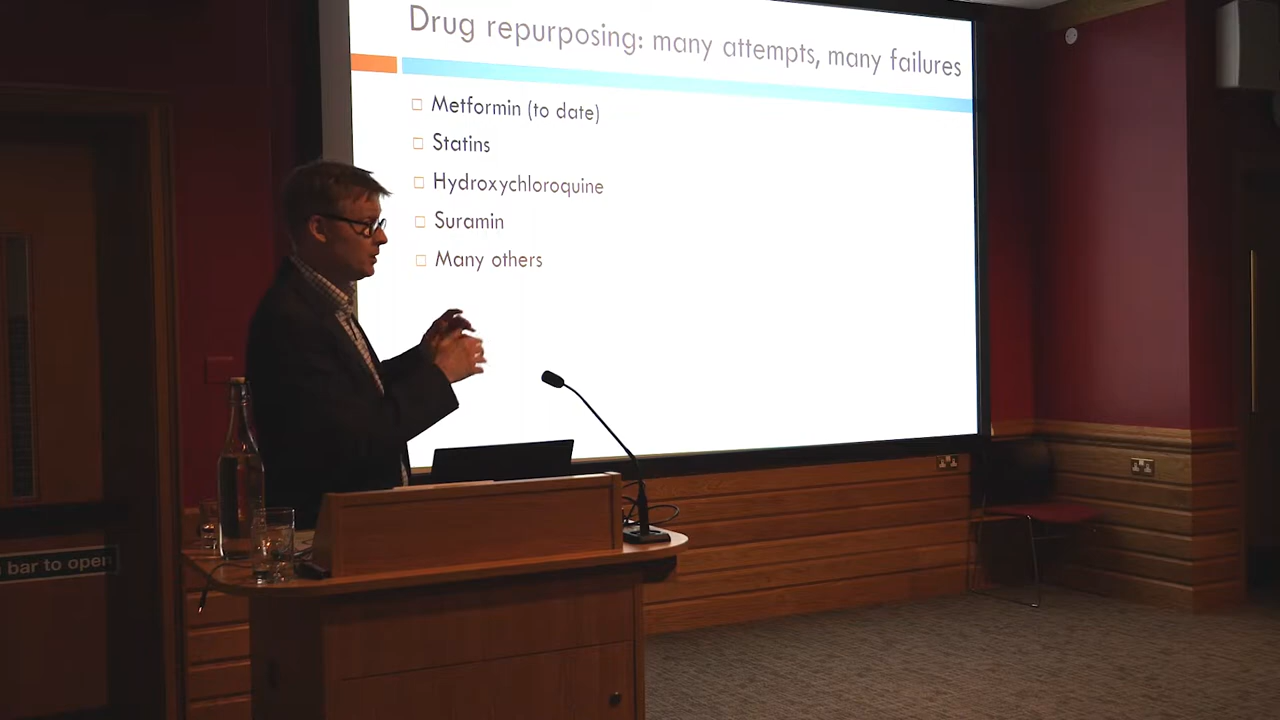 Drug repurposing: many attempts, many failures
Metformin (to date)
Statins
Hydroxychloroquine
Suramin
Many others
bar to open